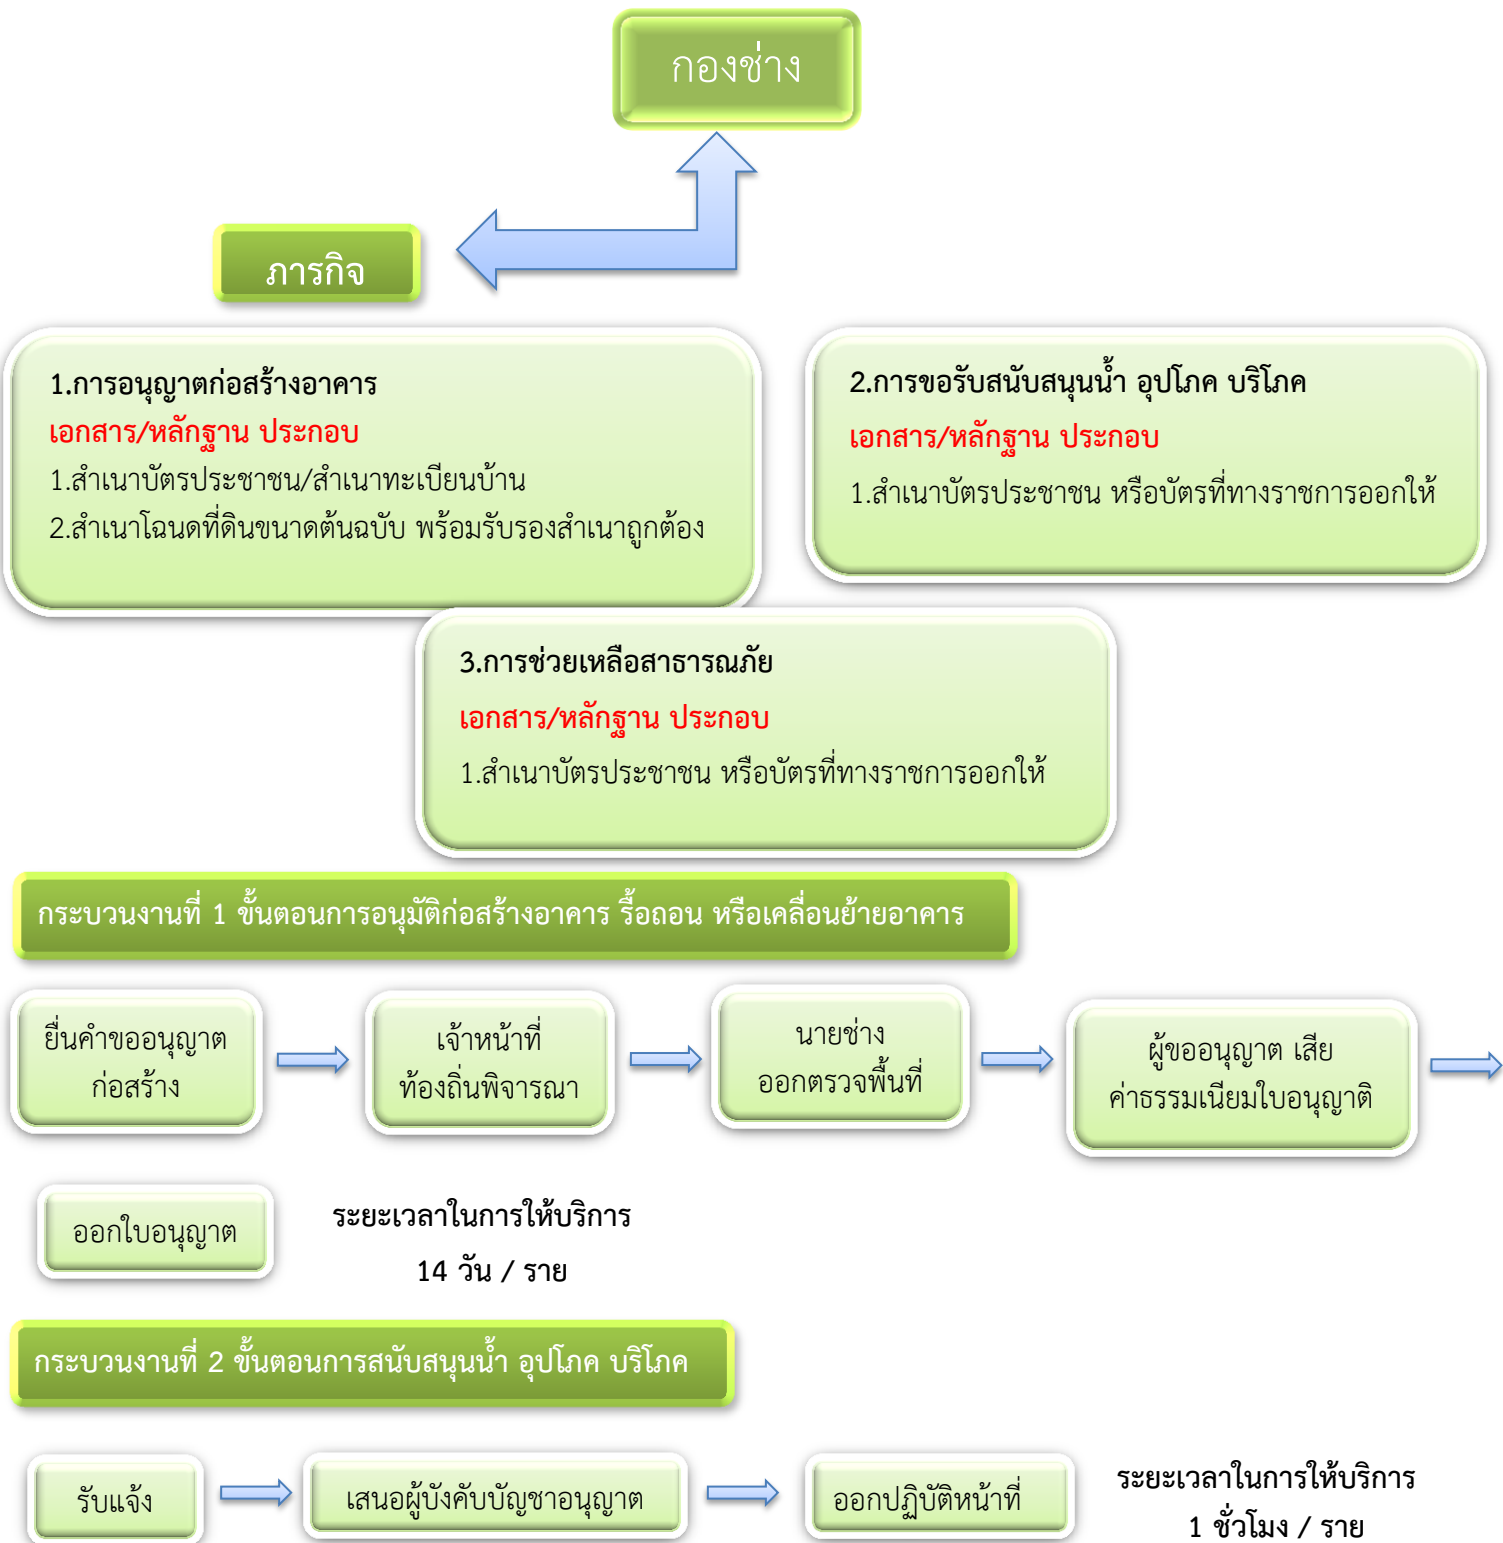 กองช่าง
ภารกิจ
1.การอนุญาตก่อสร้างอาคาร
เอกสาร/หลักฐาน ประกอบ
1.สำเนาบัตรประชาชน/สำเนาทะเบียนบ้าน
2.สำเนาโฉนดที่ดินขนาดต้นฉบับ พร้อมรับรองสำเนาถูกต้อง
2.การขอรับสนับสนุนน้ำ อุปโภค บริโภค
เอกสาร/หลักฐาน ประกอบ
1.สำเนาบัตรประชาชน หรือบัตรที่ทางราชการออกให้
3.การช่วยเหลือสาธารณภัย
เอกสาร/หลักฐาน ประกอบ
1.สำเนาบัตรประชาชน หรือบัตรที่ทางราชการออกให้
กระบวนงานที่ 1 ขั้นตอนการอนุมัติก่อสร้างอาคาร รื้อถอน หรือเคลื่อนย้ายอาคาร
ยื่นคำขออนุญาต
ก่อสร้าง
เจ้าหน้าที่
ท้องถิ่นพิจารณา
นายช่าง
ออกตรวจพื้นที่
ผู้ขออนุญาต เสีย
ค่าธรรมเนียมใบอนุญาติ
ออกใบอนุญาต
ระยะเวลาในการให้บริการ
14 วัน / ราย
กระบวนงานที่ 2 ขั้นตอนการสนับสนุนน้ำ อุปโภค บริโภค
รับแจ้ง
เสนอผู้บังคับบัญชาอนุญาต
ออกปฏิบัติหน้าที่
ระยะเวลาในการให้บริการ
1 ชั่วโมง / ราย